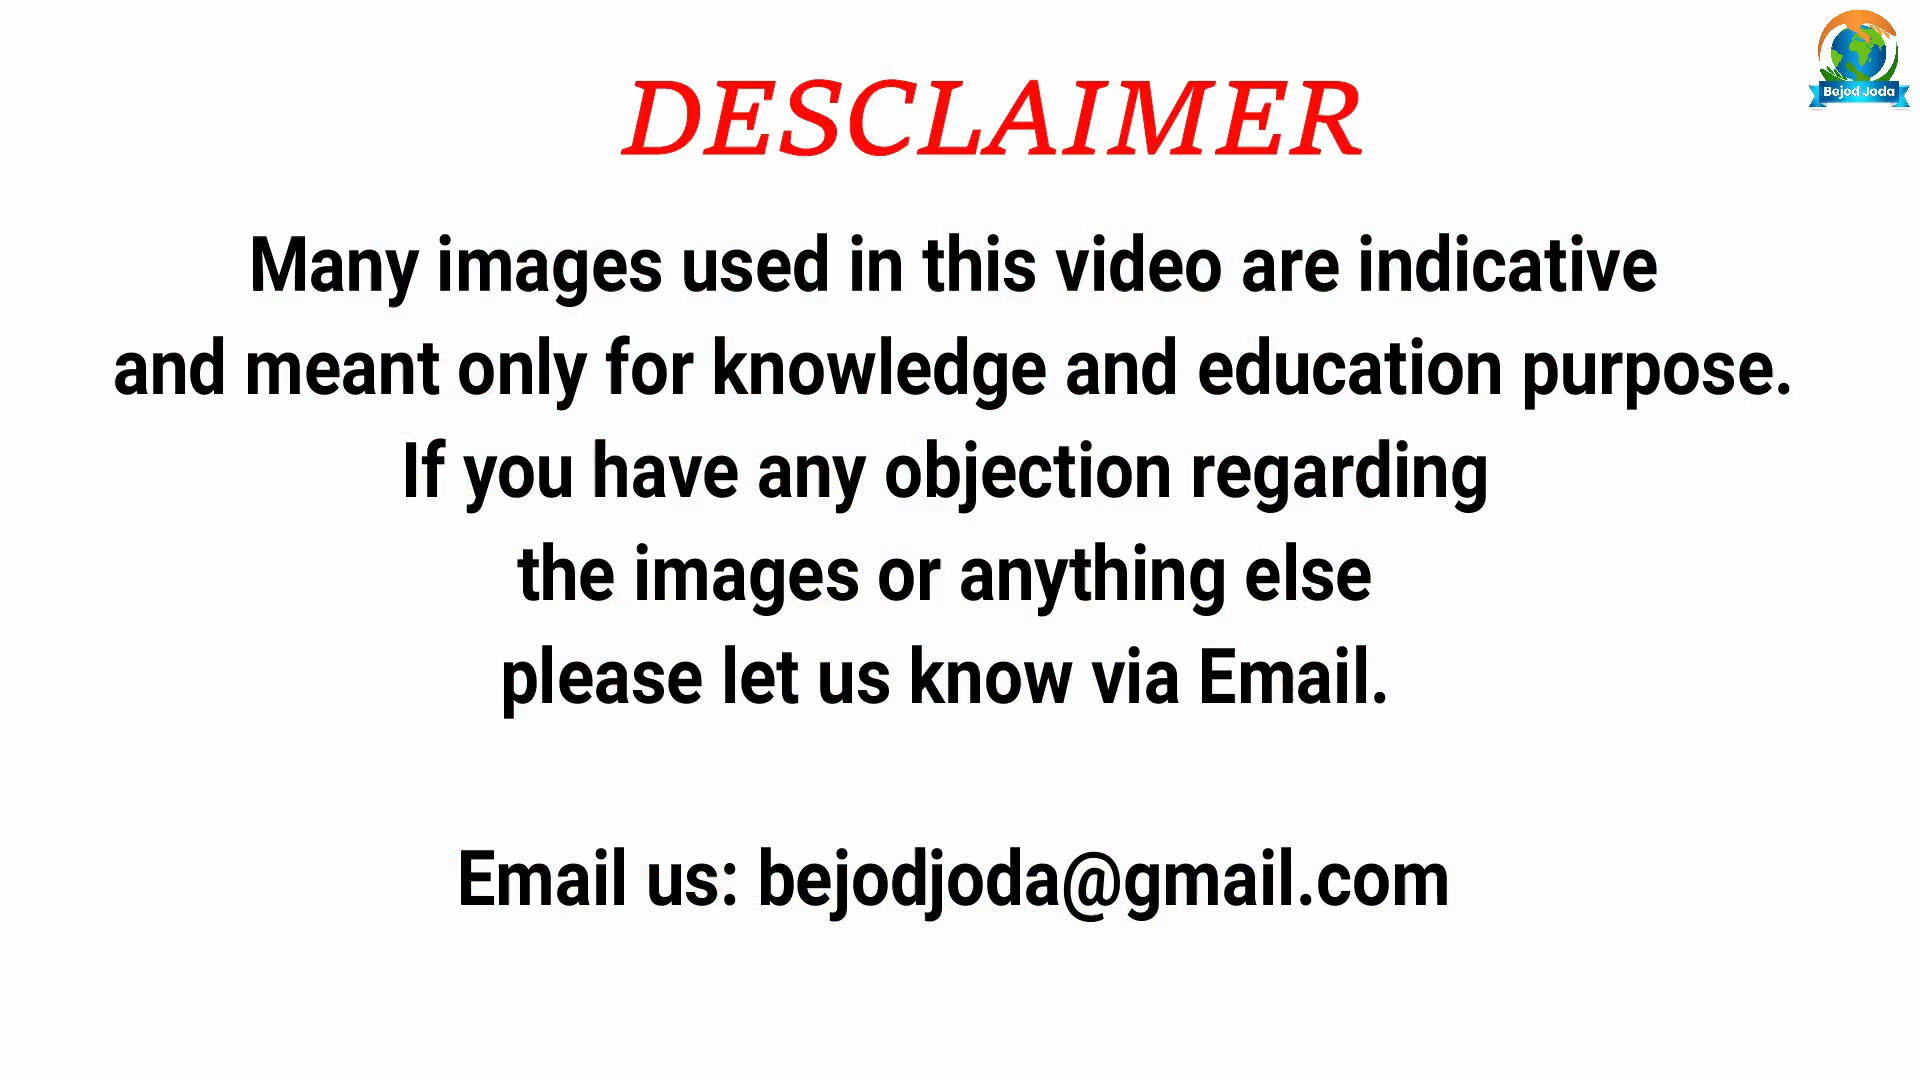 Bejod Joda
DESCLAIMER
Many images used in this video are indicative
and meant only for knowledge and education purpose.
If you have any objection regarding
the images or anything else
please let us know via Email.
Email us: bejodjoda@gmail.com